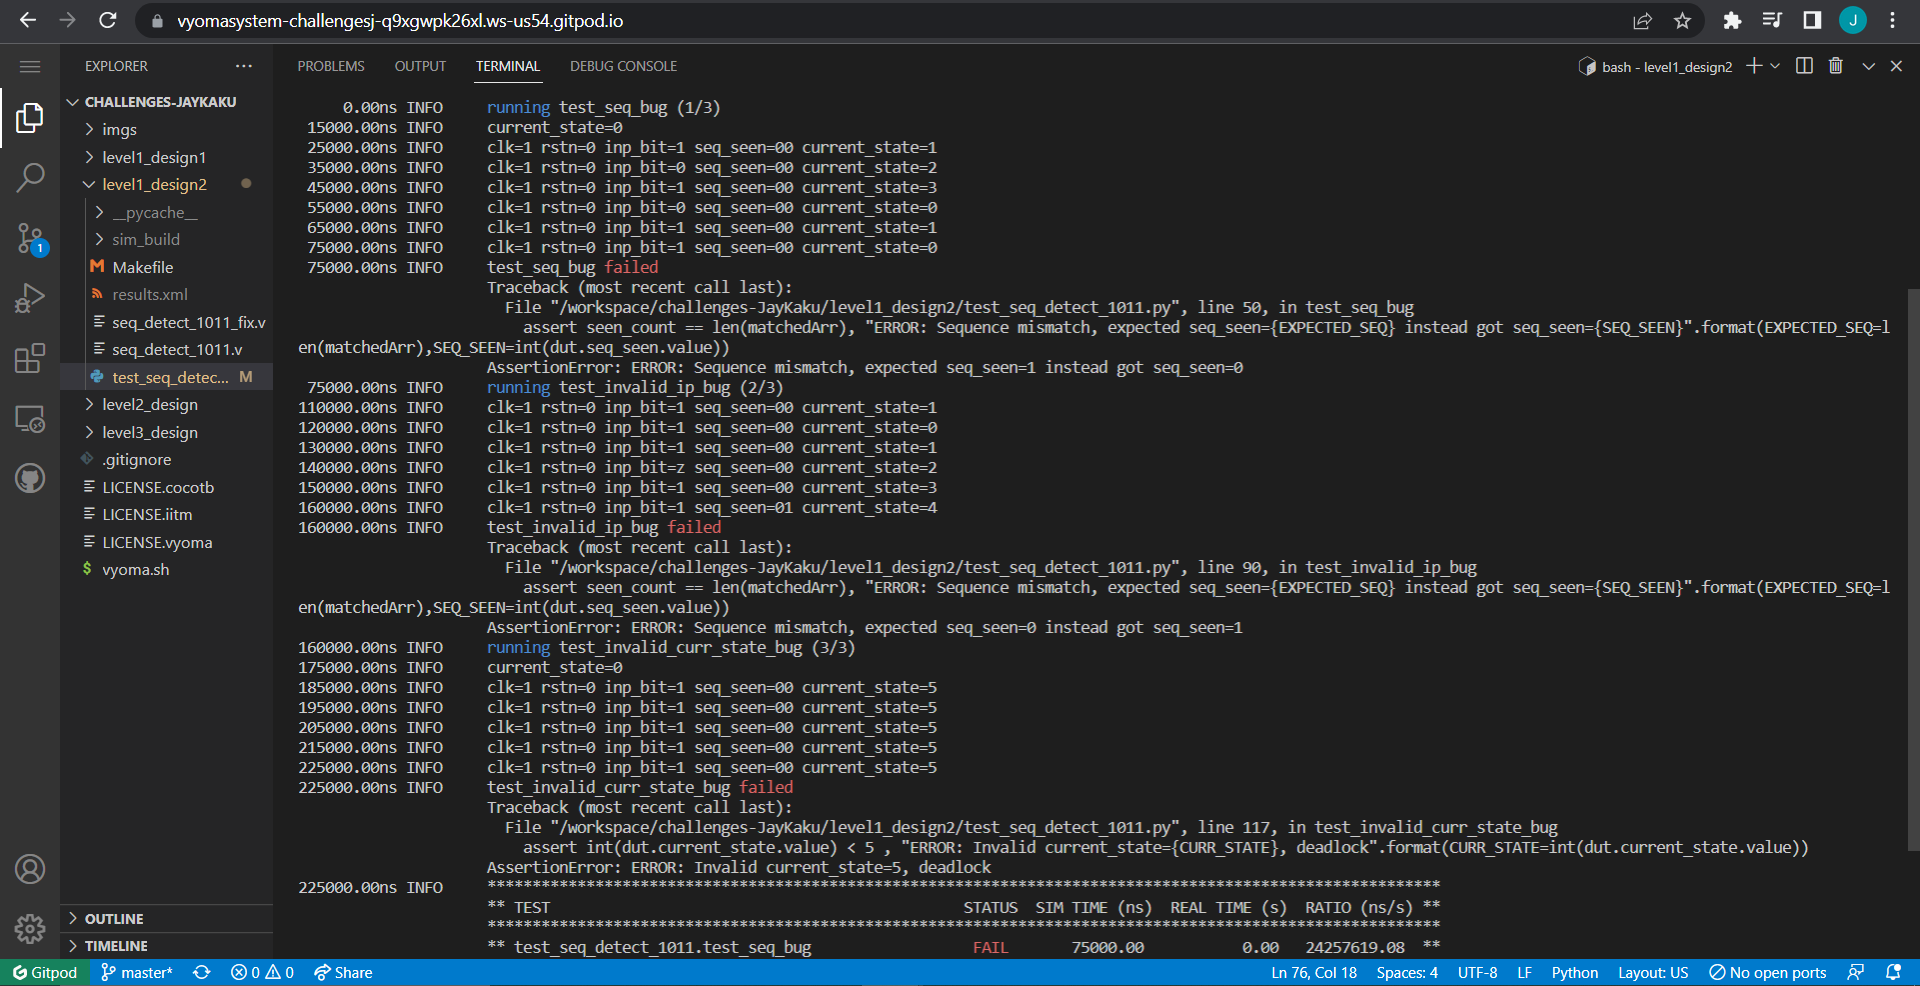 vyomasystem-challengesj-q9xgwpk26xl.ws-us54.gitpod.io
J
EXPLORER
PROBLEMS OUTPUT TERMINAL DEBUG CONSOLE
bash - level1_design2
CHALLENGES-JAYKAKU
imgs
level1_design1
level1_design2
__pycache__
sim_build
Makefile
results.xml
seq_detect_1011_fix.v
seq_detect_1011.v
test_seq_detec... M
level2_design
level3_design
.gitignore
LICENSE.cocotb
LICENSE.iitm
LICENSE.vyoma
vyoma.sh
1
OUTLINE
TIMELINE
0.00ns INFO running test_seq_bug (1/3)
15000.00ns INFO current_state=0
25000.00ns INFO clk=1 rstn=0 inp_bit=1 seq_seen=00 current_state=1
35000.00ns INFO clk=1 rstn=0 inp_bit=0 seq_seen=00 current_state=2
45000.00ns INFO clk=1 rstn=0 inp_bit=1 seq_seen=00 current_state=3
55000.00ns INFO clk=1 rstn=0 inp_bit=0 seq_seen=00 current_state=0
65000.00ns INFO clk=1 rstn=0 inp_bit=1 seq_seen=00 current_state=1
75000.00ns INFO clk=1 rstn=0 inp_bit=1 seq_seen=00 current_state=0
75000.00ns INFO test_seq_bug failed
Traceback (most recent call last):
File "/workspace/challenges-JayKaku/level1_design2/test_seq_detect_1011.py", line 50, in test_seq_bug
assert seen_count == len(matchedArr), "ERROR: Sequence mismatch, expected seq_seen={EXPECTED_SEQ} instead got seq_seen={SEQ_SEEN}".format(EXPECTED_SEQ=l
en(matchedArr),SEQ_SEEN=int(dut.seq_seen.value))
AssertionError: ERROR: Sequence mismatch, expected seq_seen=1 instead got seq_seen=0
75000.00ns INFO running test_invalid_ip_bug (2/3)
110000.00ns INFO clk=1 rstn=0 inp_bit=1 seq_seen=00 current_state=1
120000.00ns INFO clk=1 rstn=0 inp_bit=1 seq_seen=00 current_state=0
130000.00ns INFO clk=1 rstn=0 inp_bit=1 seq_seen=00 current_state=1
140000.00ns INFO clk=1 rstn=0 inp_bit=z seq_seen=00 current_state=2
150000.00ns INFO clk=1 rstn=0 inp_bit=1 seq_seen=00 current_state=3
160000.00ns INFO clk=1 rstn=0 inp_bit=1 seq_seen=01 current_state=4
160000.00ns INFO test_invalid_ip_bug failed
Traceback (most recent call last):
File "/workspace/challenges-JayKaku/level1_design2/test_seq_detect_1011.py", line 90, in test_invalid_ip_bug
assert seen_count == len(matchedArr), "ERROR: Sequence mismatch, expected seq_seen={EXPECTED_SEQ} instead got seq_seen={SEQ_SEEN}".format(EXPECTED_SEQ=l
en(matchedArr),SEQ_SEEN=int(dut.seq_seen.value))
AssertionError: ERROR: Sequence mismatch, expected seq_seen=0 instead got seq_seen=1
160000.00ns INFO running test_invalid_curr_state_bug (3/3)
175000.00ns INFO current_state=0
185000.00ns INFO clk=1 rstn=0 inp_bit=1 seq_seen=00 current_state=5
195000.00ns INFO clk=1 rstn=0 inp_bit=1 seq_seen=00 current_state=5
205000.00ns INFO clk=1 rstn=0 inp_bit=1 seq_seen=00 current_state=5
215000.00ns INFO clk=1 rstn=0 inp_bit=1 seq_seen=00 current_state=5
225000.00ns INFO clk=1 rstn=0 inp_bit=1 seq_seen=00 current_state=5
225000.00ns INFO test_invalid_curr_state_bug failed
Traceback (most recent call last):
File "/workspace/challenges-JayKaku/level1_design2/test_seq_detect_1011.py", line 117, in test_invalid_curr_state_bug
assert int(dut.current_state.value) < 5 , "ERROR: Invalid current_state={CURR_STATE}, deadlock".format(CURR_STATE=int(dut.current_state.value))
AssertionError: ERROR: Invalid current_state=5, deadlock
225000.00ns INFO **********************************************************************************************************
** TEST STATUS SIM TIME (ns) REAL TIME (s) RATIO (ns/s) **
**********************************************************************************************************
** test_seq_detect_1011.test_seq_bug FAIL 75000.00 0.00 24257619.08 **
Gitpod master* 0 0 Share Ln 76, Col 18 Spaces: 4 UTF-8 LF Python Layout: US No open ports